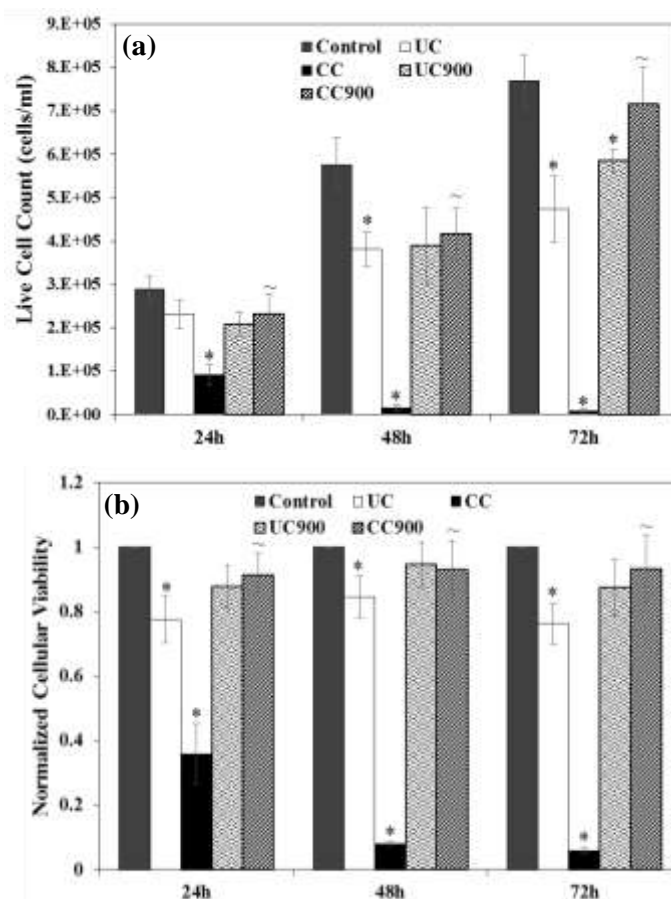 9.E+05
(a)
Control UC
8.E+05
CC UC900
CC900
~
7.E+05
*
6.E+05
*
~
5.E+05
*
4.E+05
~
3.E+05
2.E+05
*
1.E+05
*
*
0.E+00
24h 48h 72h
Live Cell Count (cells/ml)
1.2
(b)
Control UC CC
UC900 CC900
~ ~ ~
1
* * *
0.8
0.6
*
0.4
0.2
* *
0
24h 48h 72h
Normalized Cellular Viability